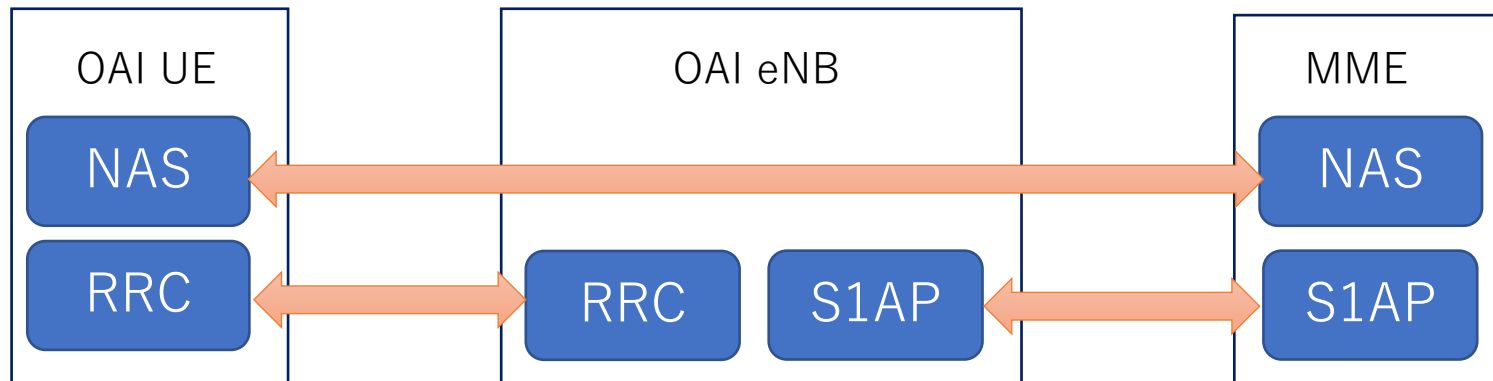 OAI UE
OAI eNB
MME
NAS
NAS
RRC
RRC
S1AP
S1AP